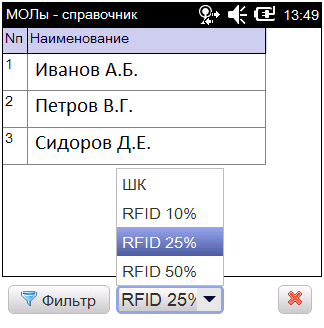 МОЛы - справочник 13:49
№п Наименование
1 Иванов А.Б.
2 Петров В.Г.
3 Сидоров Д.Е.
ШК
RFID 10%
RFID 25%
RFID 50%
Фильтр RFID 25%